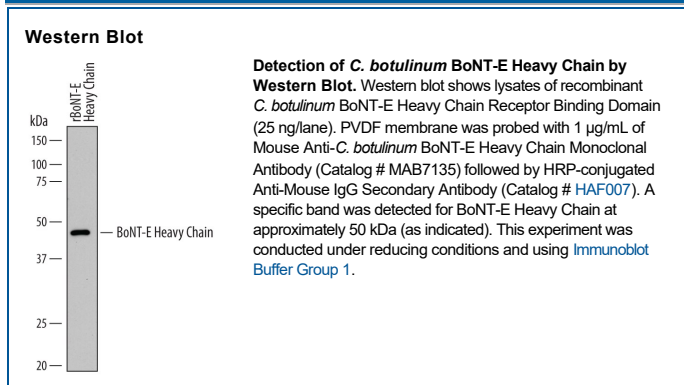 Western Blot
rBoNT-E
Heavy Chain
kDa
150
100
75
50
37
25
20
BoNT-E Heavy Chain
Detection of C. botulinum BoNT-E Heavy Chain by
Western Blot. Western blot shows lysates of recombinant
C. botulinum BoNT-E Heavy Chain Receptor Binding Domain
(25 ng/lane). PVDF membrane was probed with 1 µg/mL of
Mouse Anti-C. botulinum BoNT-E Heavy Chain Monoclonal
Antibody (Catalog # MAB7135) followed by HRP-conjugated
Anti-Mouse IgG Secondary Antibody (Catalog # HAF007). A
specific band was detected for BoNT-E Heavy Chain at
approximately 50 kDa (as indicated). This experiment was
conducted under reducing conditions and using Immunoblot
Buffer Group 1.